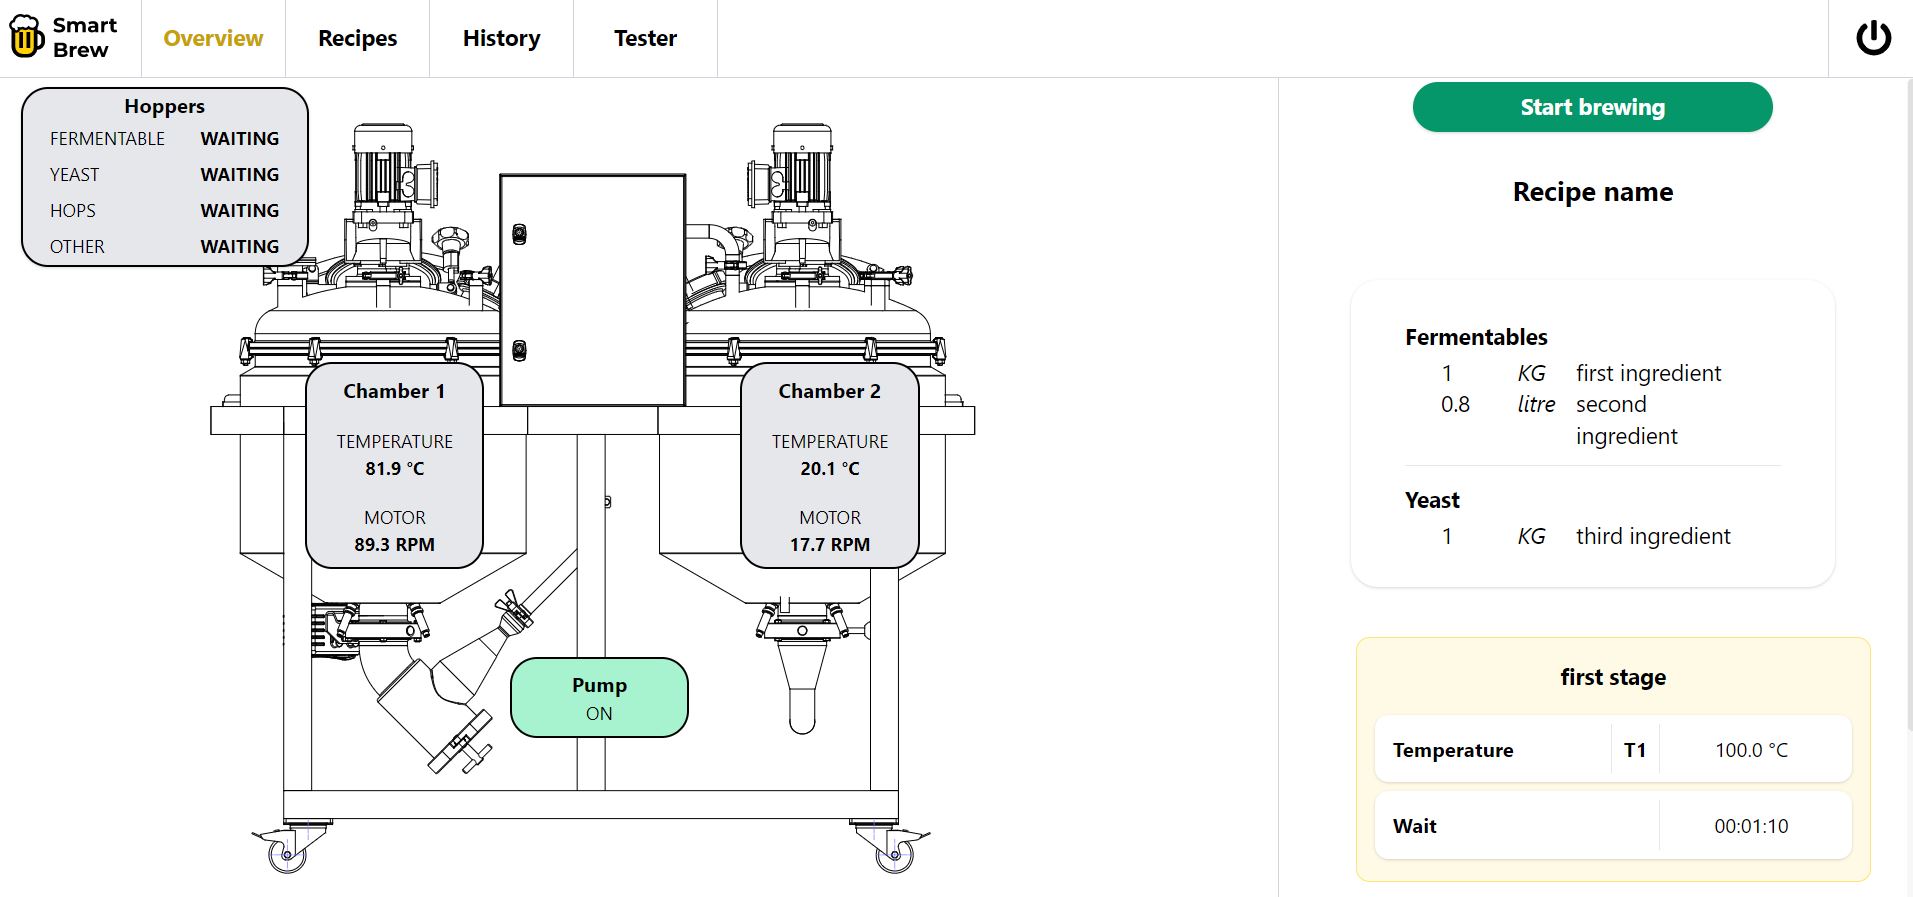 Smart
Brew
Overview
Recipes
History
Tester
Hoppers
FERMENTABLE WAITING
YEAST WAITING
HOPS WAITING
OTHER WAITING
Chamber 1
TEMPERATURE
81.9 °C
MOTOR
89.3 RPM
Chamber 2
TEMPERATURE
20.1 °C
MOTOR
17.7 RPM
Pump
ON
Start brewing
Recipe name
Fermentables
1 KG first ingredient
0.8 litre second
ingredient
Yeast
1 KG third ingredient
first stage
Temperature T1 100.0 °C
Wait 00:01:10